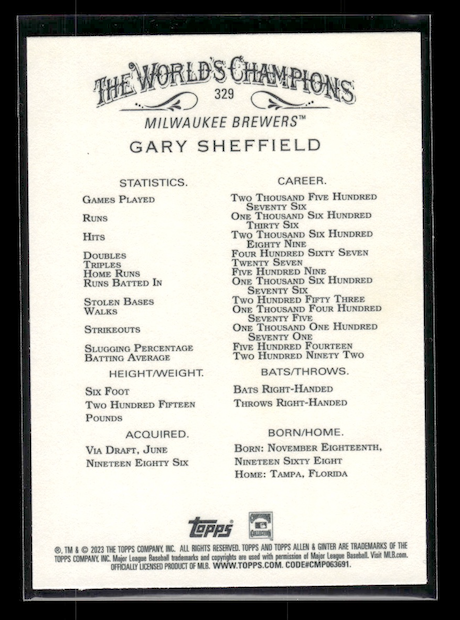 THE WORLD'S CHAMPIONS
329
MILWAUKEE BREWERS™
GARY SHEFFIELD
STATISTICS. CAREER.
GAMES PLAYED TWO THOUSAND FIVE HUNDRED
SEVENTY SIX
RUNS ONE THOUSAND SIX HUNDRED
THIRTY SIX
HITS TWO THOUSAND SIX HUNDRED
EIGHTY NINE
DOUBLES FOUR HUNDRED SIXTY SEVEN
TRIPLES TWENTY SEVEN
HOME RUNS FIVE HUNDRED NINE
RUNS BATTED IN ONE THOUSAND SIX HUNDRED
SEVENTY SIX
STOLEN BASES TWO HUNDRED FIFTY THREE
WALKS ONE THOUSAND FOUR HUNDRED
SEVENTY FIVE
STRIKEOUTS ONE THOUSAND ONE HUNDRED
SEVENTY ONE
SLUGGING PERCENTAGE FIVE HUNDRED FOURTEEN
BATTING AVERAGE TWO HUNDRED NINETY TWO
HEIGHT/WEIGHT. BATS/THROWS.
SIX FOOT BATS RIGHT-HANDED
TWO HUNDRED FIFTEEN THROWS RIGHT-HANDED
POUNDS
ACQUIRED. BORN/HOME.
VIA DRAFT, JUNE BORN: NOVEMBER EIGHTEENTH,
NINETEEN EIGHTY SIX NINETEEN SIXTY EIGHT
HOME: TAMPA, FLORIDA
Topps
®, TM & © 2023 THE TOPPS COMPANY, INC. ALL RIGHTS RESERVED. TOPPS AND TOPPS ALLEN & GINTER ARE TRADEMARKS OF THE
TOPPS COMPANY, INC. Major League Baseball trademarks and copyrights are used with permission of Major League Baseball. Visit MLB.com.
OFFICIALLY LICENSED PRODUCT OF MLB. WWW.TOPPS.COM. CODE#CMP063691.